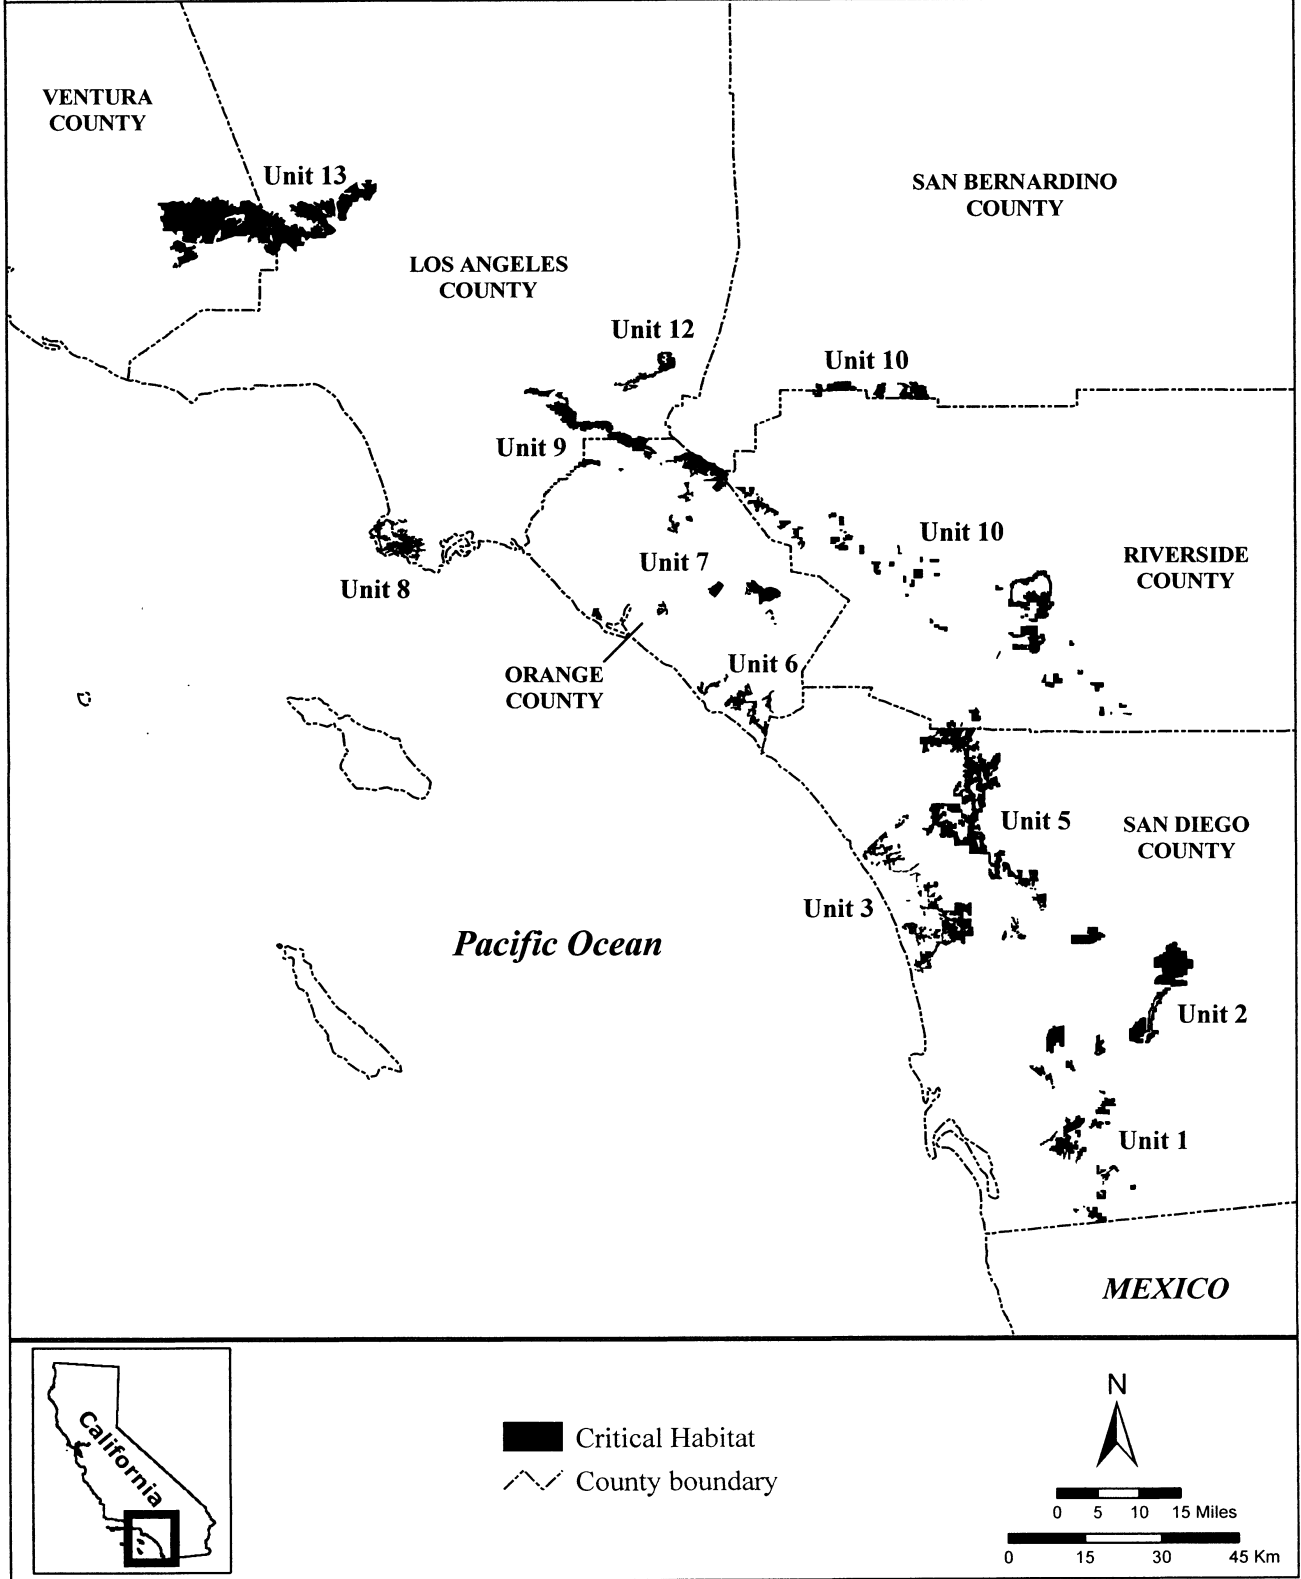 VENTURA
COUNTY
Unit 13
SAN BERNARDINO
COUNTY
LOS ANGELES
COUNTY
Unit 12
Unit 10
Unit 9
Unit 10
Unit 7
RIVERSIDE
COUNTY
Unit 8
Unit 6
ORANGE
COUNTY
Unit 5
SAN DIEGO
COUNTY
Unit 3
Pacific Ocean
Unit 2
Unit 1
MEXICO
California
Critical Habitat
County boundary
N
0 5 10 15 Miles
0 15 30 45 Km